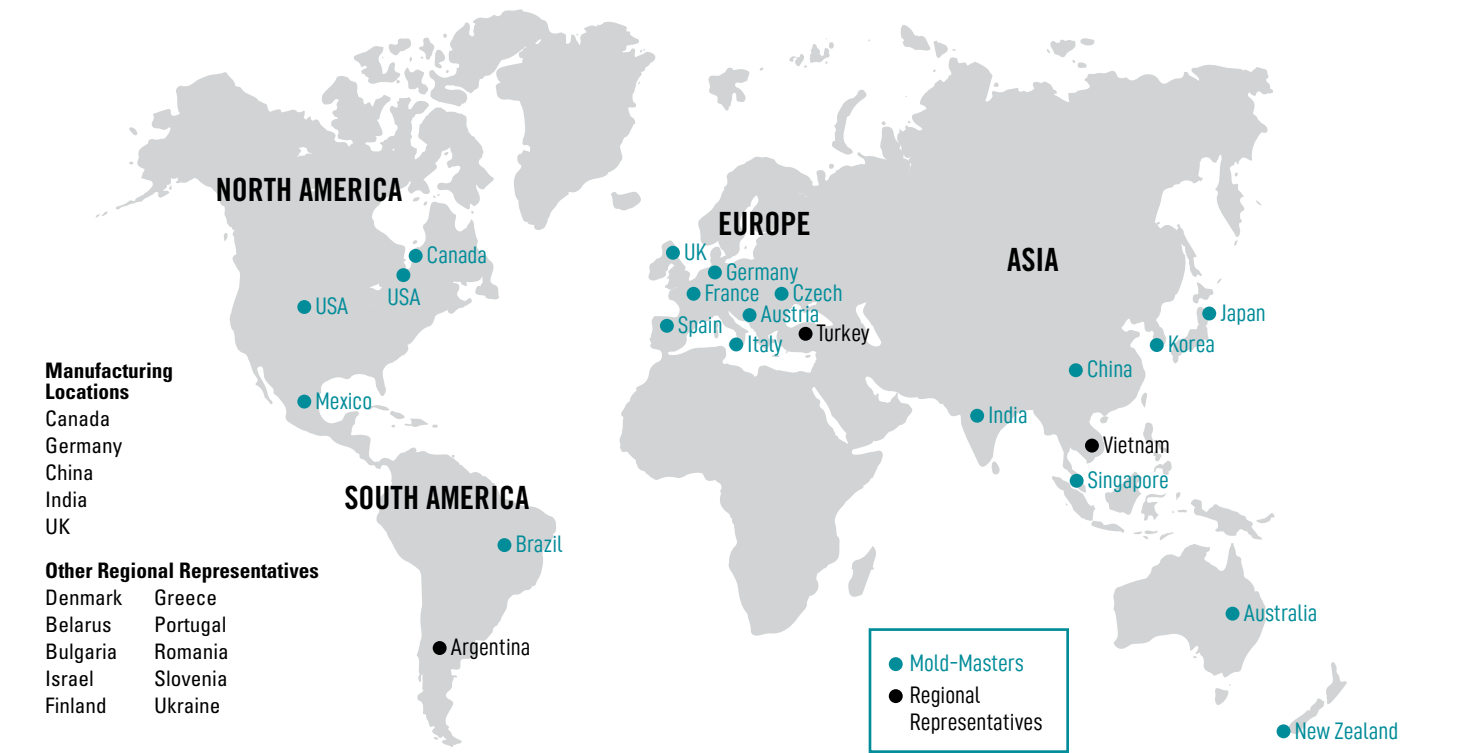 NORTH AMERICA
Canada
USA
USA
Mexico
EUROPE
UK
Germany
France
Czech
Austria
Spain
Turkey
Italy
ASIA
Japan
Korea
China
India
Vietnam
Singapore
Manufacturing
Locations
Canada
Germany
China
India
UK
SOUTH AMERICA
Brazil
Argentina
Other Regional Representatives
Denmark Greece
Belarus Portugal
Bulgaria Romania
Israel Slovenia
Finland Ukraine
Australia
New Zealand
Mold-Masters
Regional
Representatives